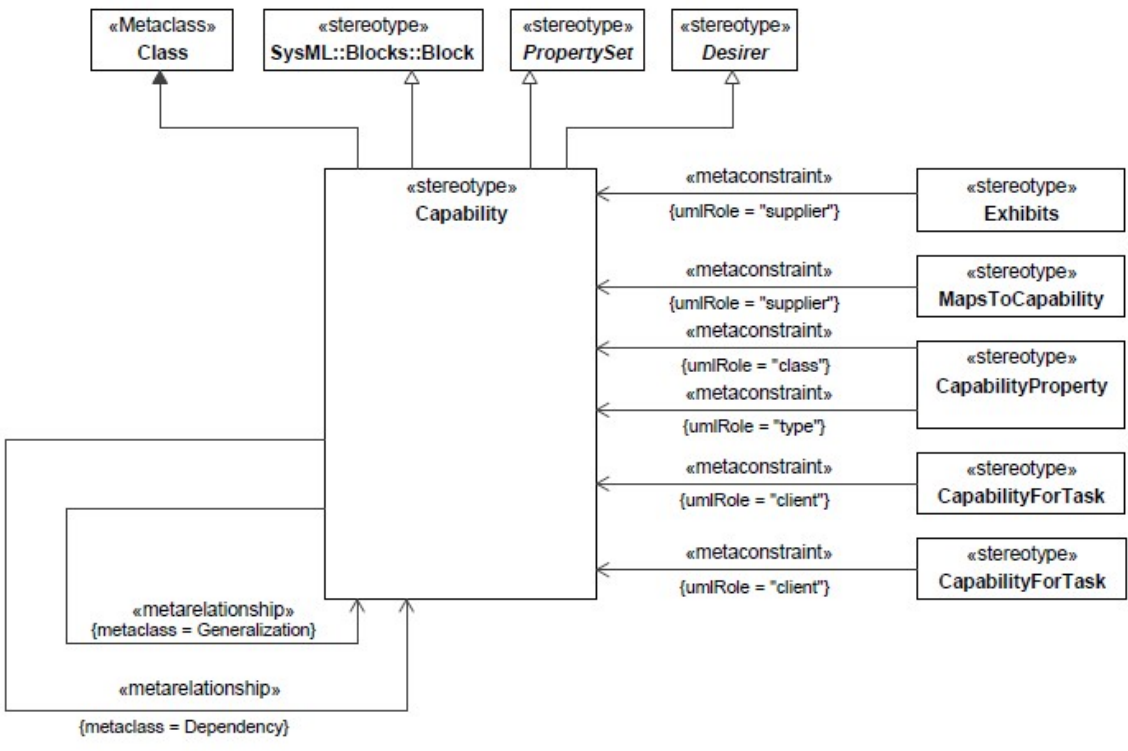 «Metaclass»
Class
«stereotype»
SysML::Blocks::Block
«stereotype»
PropertySet
«stereotype»
Desirer
«stereotype»
Capability
«metaconstraint»
{umlRole = "supplier"}
«stereotype»
Exhibits
«metaconstraint»
{umlRole = "supplier"}
«stereotype»
MapsToCapability
«metaconstraint»
{umlRole = "class"}
«metaconstraint»
{umlRole = "type"}
«stereotype»
CapabilityProperty
«metaconstraint»
{umlRole = "client"}
«stereotype»
CapabilityForTask
«metaconstraint»
{umlRole = "client"}
«stereotype»
CapabilityForTask
«metarelationship»
{metaclass = Generalization}
«metarelationship»
{metaclass = Dependency}